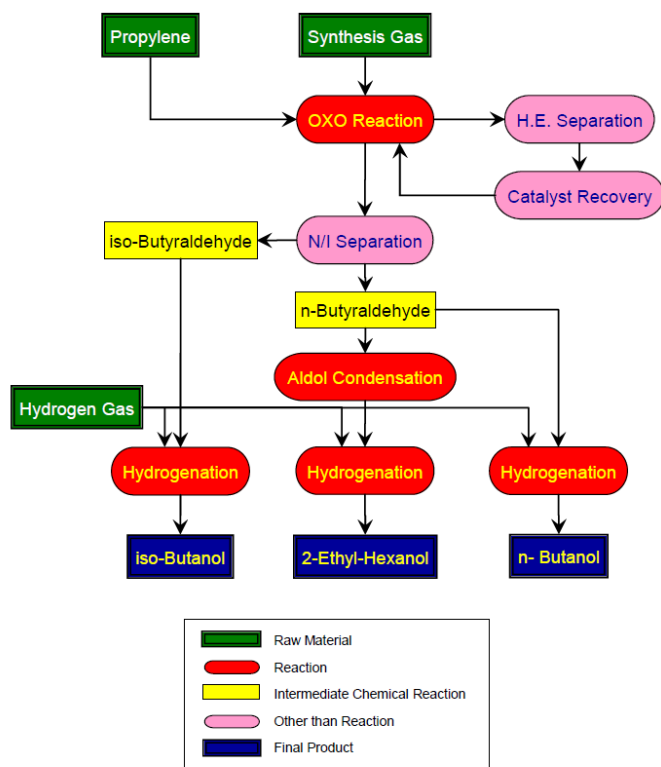 Propylene
Synthesis Gas
OXO Reaction
H.E. Separation
Catalyst Recovery
iso-Butyraldehyde
N/I Separation
n-Butyraldehyde
Aldol Condensation
Hydrogen Gas
Hydrogenation
Hydrogenation
Hydrogenation
iso-Butanol
2-Ethyl-Hexanol
n- Butanol
Raw Material
Reaction
Intermediate Chemical Reaction
Other than Reaction
Final Product